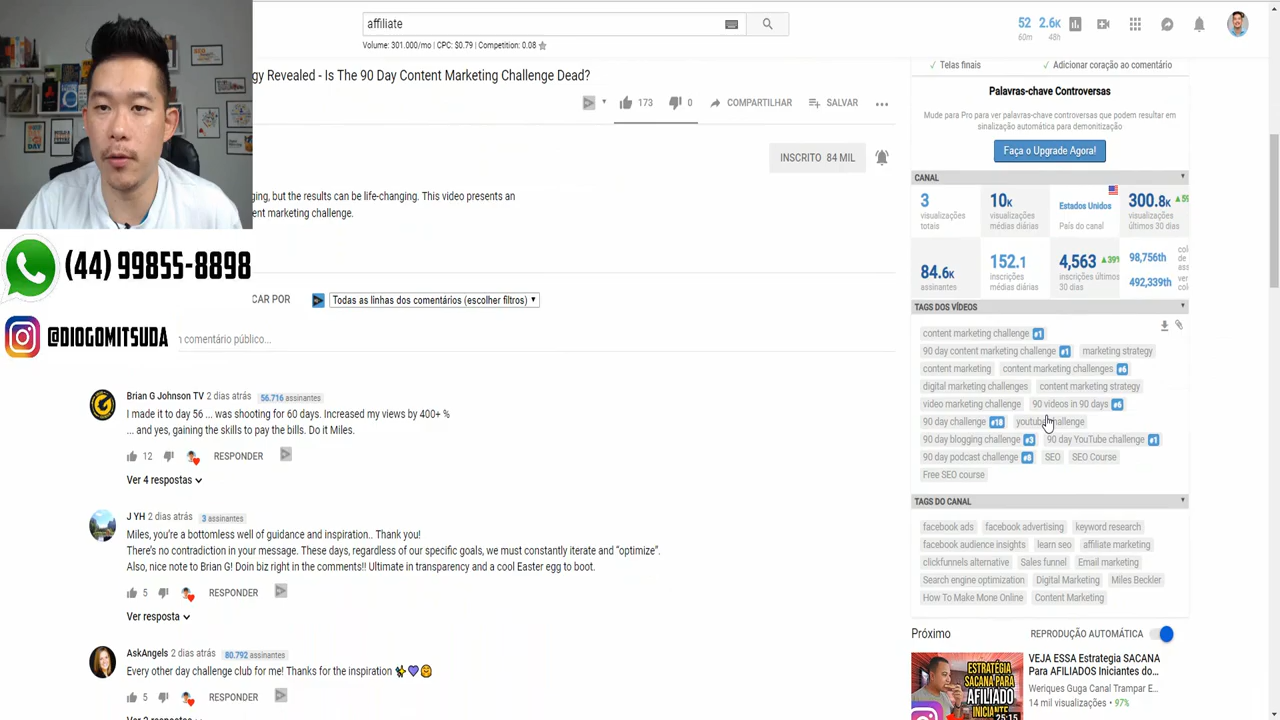 affiliate
Volume: 301.000/mo | CPC: $0.79 | Competition: 0.08
52
60m
2.6K
48h
gy Revealed - Is The 90 Day Content Marketing Challenge Dead?
173
0
COMPARTILHAR
SALVAR
INSCRITO 84 MIL
ging, but the results can be life-changing. This video presents an
ent marketing challenge.
(44) 99855-8898
@DIOGOMITSUDA
CAR POR
Todas as linhas dos comentários (escolher filtros)
comentário público...
Brian G Johnson TV 2 dias atrás 56.716 assinantes
I made it to day 56 ... was shooting for 60 days. Increased my views by 400+ %
... and yes, gaining the skills to pay the bills. Do it Miles.
12
RESPONDER
Ver 4 respostas
J YH 2 dias atrás 3 assinantes
Miles, you're a bottomless well of guidance and inspiration.. Thank you!
There's no contradiction in your message. These days, regardless of our specific goals, we must constantly iterate and "optimize".
Also, nice note to Brian G! Doin biz right in the comments!! Ultimate in transparency and a cool Easter egg to boot.
5
RESPONDER
Ver resposta
AskAngels 2 dias atrás 80.792 assinantes
Every other day challenge club for me! Thanks for the inspiration
5
RESPONDER
✓ Telas finais
✓ Adicionar coração ao comentário
Palavras-chave Controversas
Mude para Pro para ver palavras-chave controversas que podem resultar em
sinalização automática para demonitização
Faça o Upgrade Agora!
CANAL
3
visualizações
totais
10K
visualizações
médias diárias
Estados Unidos
País do canal
300.8K
visualizações
últimos 30 dias
84.6K
assinantes
152.1
inscrições
médias diárias
4,563
inscrições últimos
30 dias
98,756th
492,339th
TAGS DOS VÍDEOS
content marketing challenge #1
90 day content marketing challenge #1 marketing strategy
content marketing content marketing challenges #6
digital marketing challenges content marketing strategy
video marketing challenge 90 videos in 90 days #6
90 day challenge #18 youtube challenge
90 day blogging challenge #3 90 day YouTube challenge #1
90 day podcast challenge #8 SEO SEO Course
Free SEO course
TAGS DO CANAL
facebook ads facebook advertising keyword research
facebook audience insights learn seo affiliate marketing
clickfunnels alternative Sales funnel Email marketing
Search engine optimization Digital Marketing Miles Beckler
How To Make Mone Online Content Marketing
Próximo
REPRODUÇÃO AUTOMÁTICA
ESTRATÉGIA
SACANA
PARA
AFILIADO
INICIANTE
25:15
VEJA ESSA Estrategia SACANA
Para AFILIADOS Iniciantes do...
Weriques Guga Canal Trampar E...
14 mil visualizações • 97%